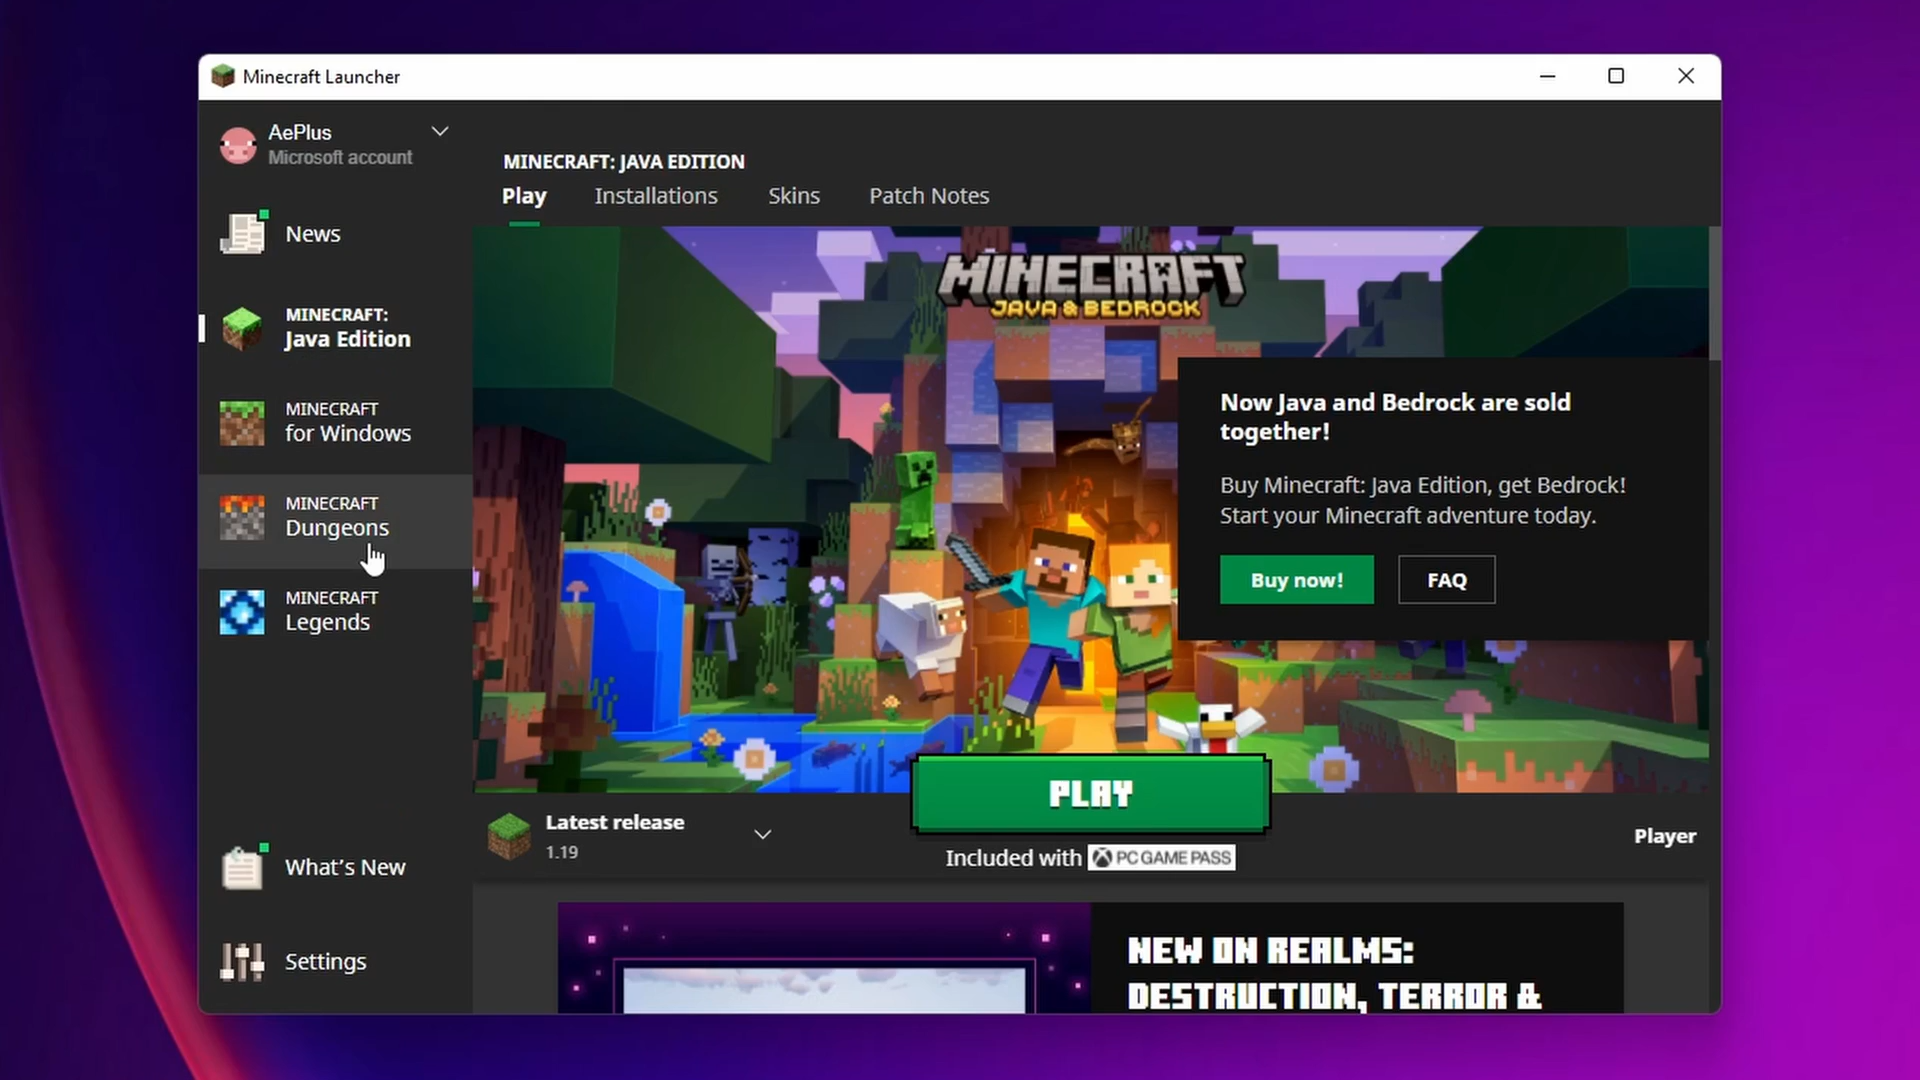 Minecraft Launcher
AePlus
Microsoft account
News
MINECRAFT:
Java Edition
MINECRAFT
for Windows
MINECRAFT
Dungeons
MINECRAFT
Legends
What’s New
Settings
MINECRAFT: JAVA EDITION
Play Installations Skins Patch Notes
MINECRAFT
JAVA & BEDROCK
Now Java and Bedrock are sold
together!
Buy Minecraft: Java Edition, get Bedrock!
Start your Minecraft adventure today.
Buy now! FAQ
PLAY
Latest release
1.19
Included with PC GAME PASS
Player
NEW ON REALMS:
DESTRUCTION, TERROR &